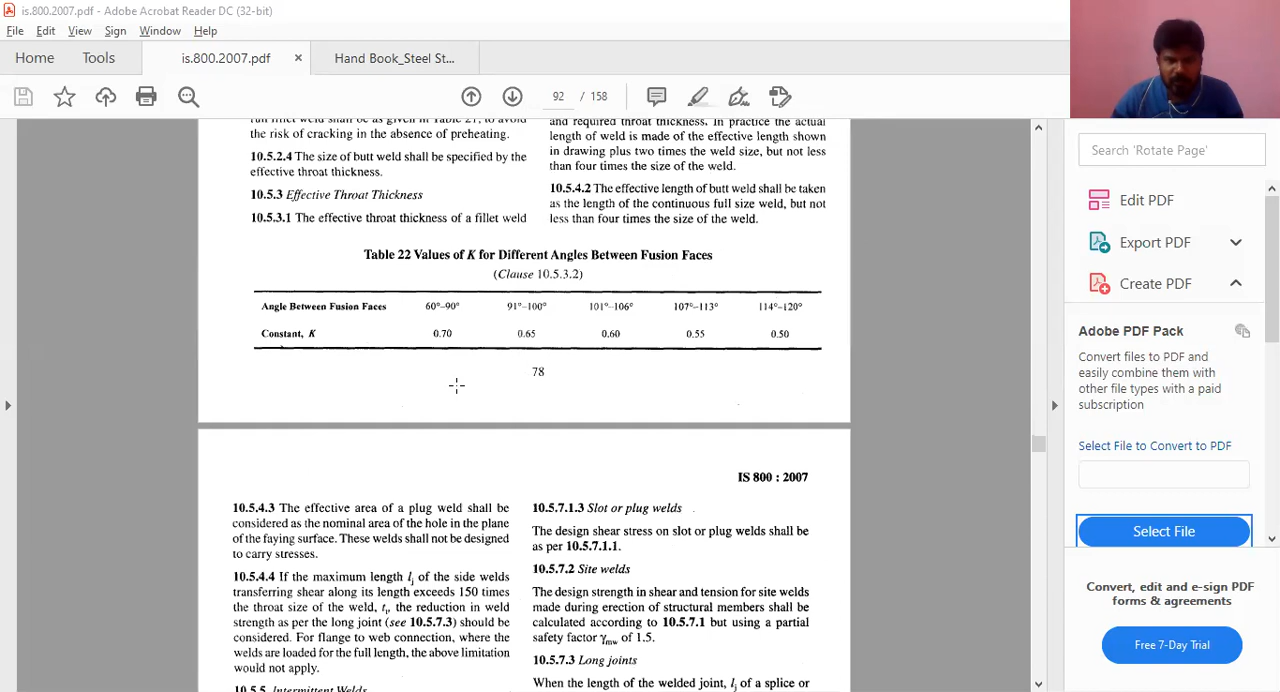 is.800.2007.pdf - Adobe Acrobat Reader DC (32-bit)
File Edit View Sign Window Help
Home Tools is.800.2007.pdf × Hand Book_Steel St...
92 / 158
full fillet weld shall be as given in Table 21, to avoid
the risk of cracking in the absence of preheating.
10.5.2.4 The size of butt weld shall be specified by the
effective throat thickness.
10.5.3 Effective Throat Thickness
10.5.3.1 The effective throat thickness of a fillet weld
and required throat thickness. In practice the actual
length of weld is made of the effective length shown
in drawing plus two times the weld size, but not less
than four times the size of the weld.
10.5.4.2 The effective length of butt weld shall be taken
as the length of the continuous full size weld, but not
less than four times the size of the weld.
Table 22 Values of K for Different Angles Between Fusion Faces
(Clause 10.5.3.2)
Angle Between Fusion Faces 60°–90° 91°–100° 101°–106° 107°–113° 114°–120°
Constant, K 0.70 0.65 0.60 0.55 0.50
78
IS 800 : 2007
10.5.4.3 The effective area of a plug weld shall be
considered as the nominal area of the hole in the plane
of the faying surface. These welds shall not be designed
to carry stresses.
10.5.4.4 If the maximum length lj of the side welds
transferring shear along its length exceeds 150 times
the throat size of the weld, tt, the reduction in weld
strength as per the long joint (see 10.5.7.3) should be
considered. For flange to web connection, where the
welds are loaded for the full length, the above limitation
would not apply.
10.5.5 Intermittent Welds
10.5.7.1.3 Slot or plug welds
The design shear stress on slot or plug welds shall be
as per 10.5.7.1.1.
10.5.7.2 Site welds
The design strength in shear and tension for site welds
made during erection of structural members shall be
calculated according to 10.5.7.1 but using a partial
safety factor γmw of 1.5.
10.5.7.3 Long joints
When the length of the welded joint, lj of a splice or
Search 'Rotate Page'
Edit PDF
Export PDF
Create PDF
Adobe PDF Pack
Convert files to PDF and
easily combine them with
other file types with a paid
subscription
Select File to Convert to PDF
Select File
Convert, edit and e-sign PDF
forms & agreements
Free 7-Day Trial